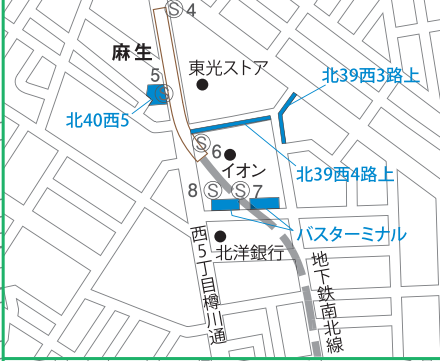 Ⓢ4
麻生
東光ストア
5
Ⓢ
北39西3路上
北40西5
Ⓢ
6
イオン
北39西4路上
8 Ⓢ Ⓢ 7
バスターミナル
北洋銀行
西5丁目樽川通
地下鉄南北線